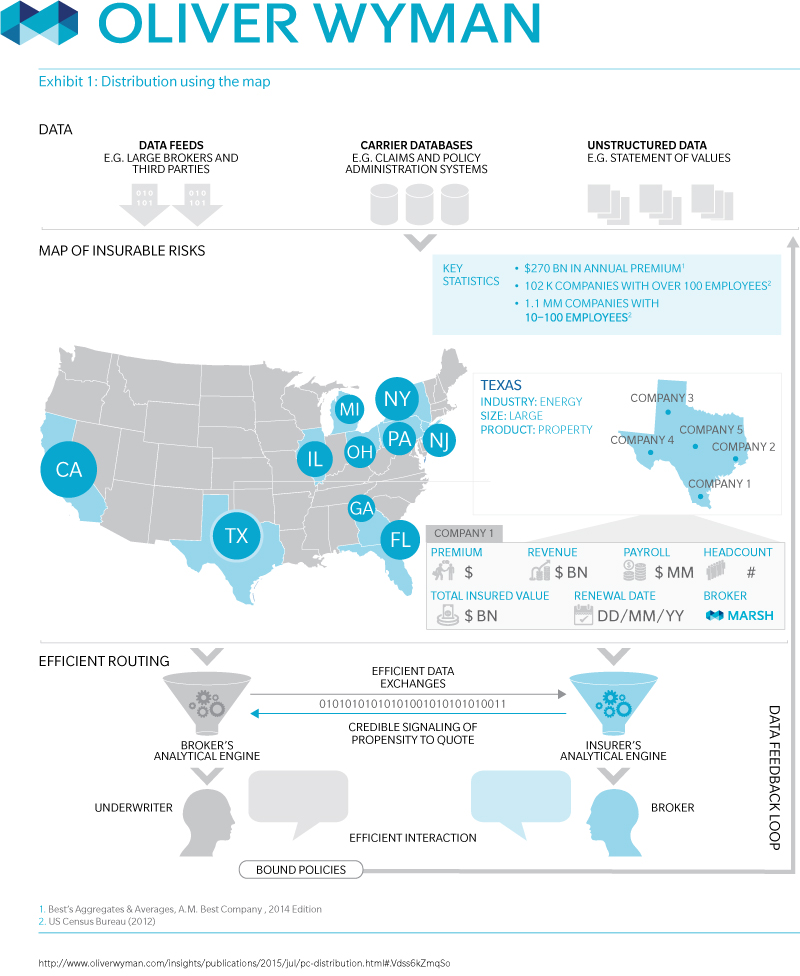 OLIVER WYMAN
Exhibit 1: Distribution using the map
DATA
DATA FEEDS
E.G. LARGE BROKERS AND
THIRD PARTIES
CARRIER DATABASES
E.G. CLAIMS AND POLICY
ADMINISTRATION SYSTEMS
UNSTRUCTURED DATA
E.G. STATEMENT OF VALUES
010
101
010
101
MAP OF INSURABLE RISKS
KEY
STATISTICS
• $270 BN IN ANNUAL PREMIUM¹
• 102 K COMPANIES WITH OVER 100 EMPLOYEES²
• 1.1 MM COMPANIES WITH
10–100 EMPLOYEES²
CA
TX
IL
MI
OH
NY
PA
NJ
GA
FL
TEXAS
INDUSTRY: ENERGY
SIZE: LARGE
PRODUCT: PROPERTY
COMPANY 3
COMPANY 5
COMPANY 4
COMPANY 2
COMPANY 1
COMPANY 1
PREMIUM
$
REVENUE
$ BN
PAYROLL
$ MM
HEADCOUNT
#
TOTAL INSURED VALUE
$ BN
RENEWAL DATE
DD/MM/YY
BROKER
MARSH
EFFICIENT ROUTING
EFFICIENT DATA
EXCHANGES
01010101010101001010101010011
CREDIBLE SIGNALING OF
PROPENSITY TO QUOTE
BROKER'S
ANALYTICAL ENGINE
INSURER'S
ANALYTICAL ENGINE
UNDERWRITER
BROKER
EFFICIENT INTERACTION
BOUND POLICIES
DATA FEEDBACK LOOP
1. Best's Aggregates & Averages, A.M. Best Company , 2014 Edition
2. US Census Bureau (2012)
http://www.oliverwyman.com/insights/publications/2015/jul/pc-distribution.html#.Vdss6kZmqSo